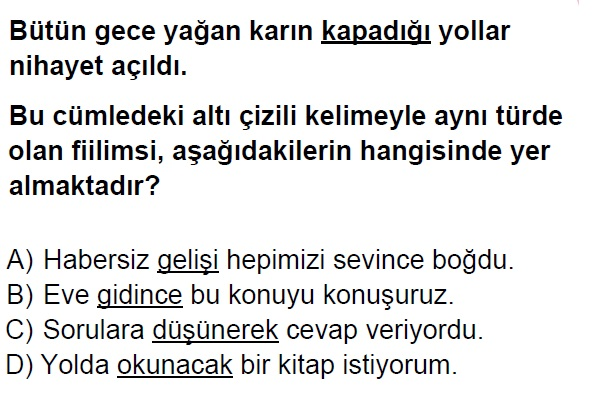 Bütün gece yağan karın kapadığı yollar
nihayet açıldı.
Bu cümledeki altı çizili kelimeyle aynı türde
olan fiilimsi, aşağıdakilerin hangisinde yer
almaktadır?
A) Habersiz gelişi hepimizi sevince boğdu.
B) Eve gidince bu konuyu konuşuruz.
C) Sorulara düşünerek cevap veriyordu.
D) Yolda okunacak bir kitap istiyorum.